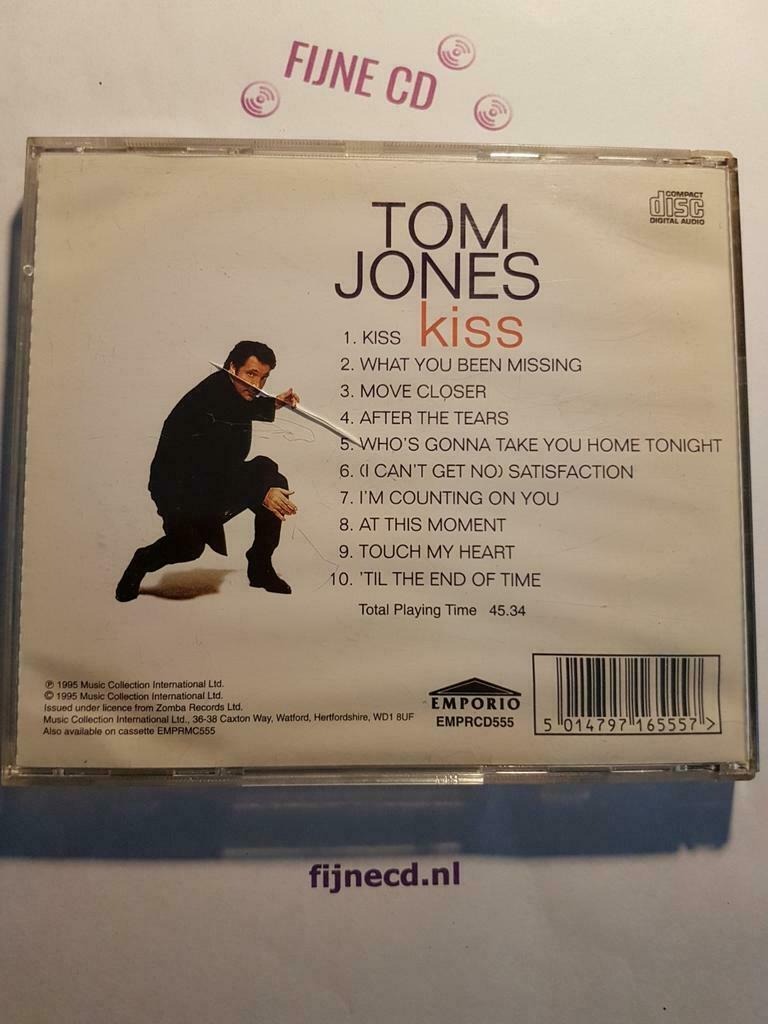 FIJNE CD
COMPACT
disc
DIGITAL AUDIO
TOM
JONES
kiss
1. KISS
2. WHAT YOU BEEN MISSING
3. MOVE CLOSER
4. AFTER THE TEARS
5. WHO'S GONNA TAKE YOU HOME TONIGHT
6. (I CAN'T GET NO) SATISFACTION
7. I'M COUNTING ON YOU
8. AT THIS MOMENT
9. TOUCH MY HEART
10. 'TIL THE END OF TIME
Total Playing Time 45.34
℗ 1995 Music Collection International Ltd.
© 1995 Music Collection International Ltd.
Issued under licence from Zomba Records Ltd.
Music Collection International Ltd., 36-38 Caxton Way, Watford, Hertfordshire, WD1 8UF
Also available on cassette EMPRMC555
EMPORIO
EMPRCD555
5 014797 165557 >
fijnecd.nl